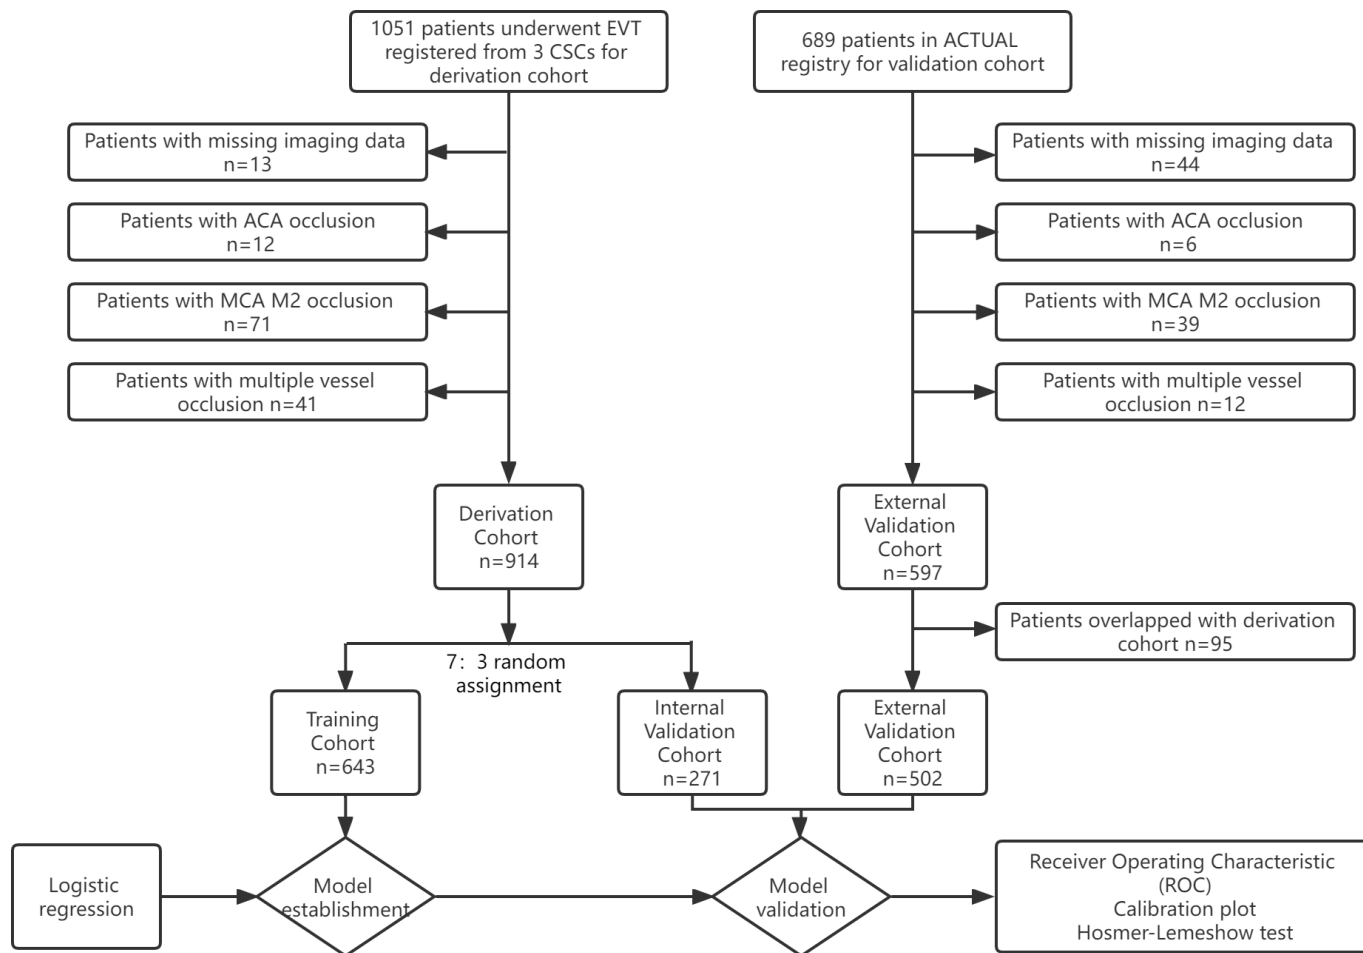 1051 patients underwent EVT
registered from 3 CSCs for
derivation cohort
689 patients in ACTUAL
registry for validation cohort
Patients with missing imaging data
n=13
Patients with missing imaging data
n=44
Patients with ACA occlusion
n=12
Patients with ACA occlusion
n=6
Patients with MCA M2 occlusion
n=71
Patients with MCA M2 occlusion
n=39
Patients with multiple vessel
occlusion n=41
Patients with multiple vessel
occlusion n=12
Derivation
Cohort
n=914
External
Validation
Cohort
n=597
Patients overlapped with derivation
cohort n=95
7：3 random
assignment
Training
Cohort
n=643
Internal
Validation
Cohort
n=271
External
Validation
Cohort
n=502
Logistic
regression
Model
establishment
Model
validation
Receiver Operating Characteristic
(ROC)
Calibration plot
Hosmer-Lemeshow test